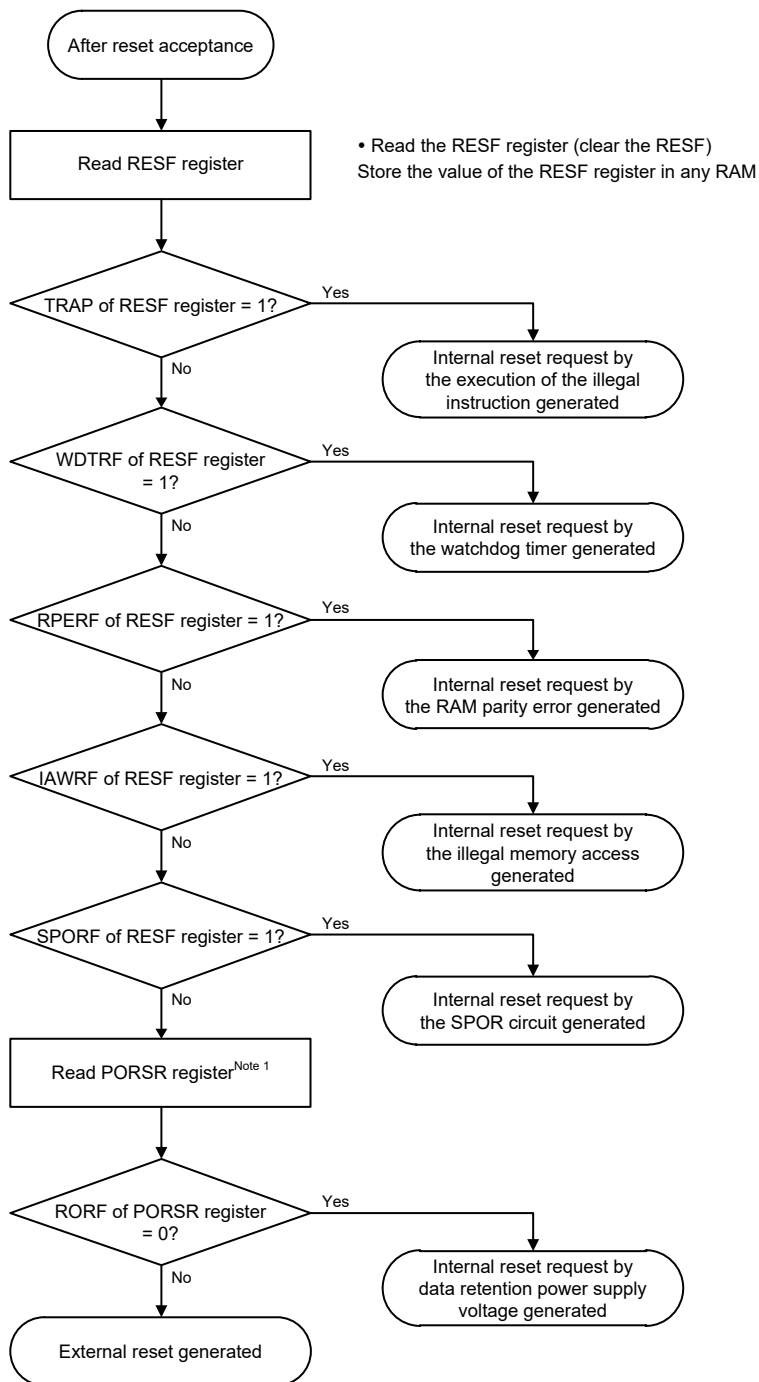 After reset acceptance
Read RESF register
• Read the RESF register (clear the RESF)
Store the value of the RESF register in any RAM
TRAP of RESF register = 1?
Yes
Internal reset request by
the execution of the illegal
instruction generated
No
WDTRF of RESF register
= 1?
Yes
Internal reset request by
the watchdog timer generated
No
RPERF of RESF register = 1?
Yes
Internal reset request by
the RAM parity error generated
No
IAWRF of RESF register = 1?
Yes
Internal reset request by
the illegal memory access
generated
No
SPORF of RESF register = 1?
Yes
Internal reset request by
the SPOR circuit generated
No
Read PORSR register Note 1
RORF of PORSR register
= 0?
Yes
Internal reset request by
data retention power supply
voltage generated
No
External reset generated